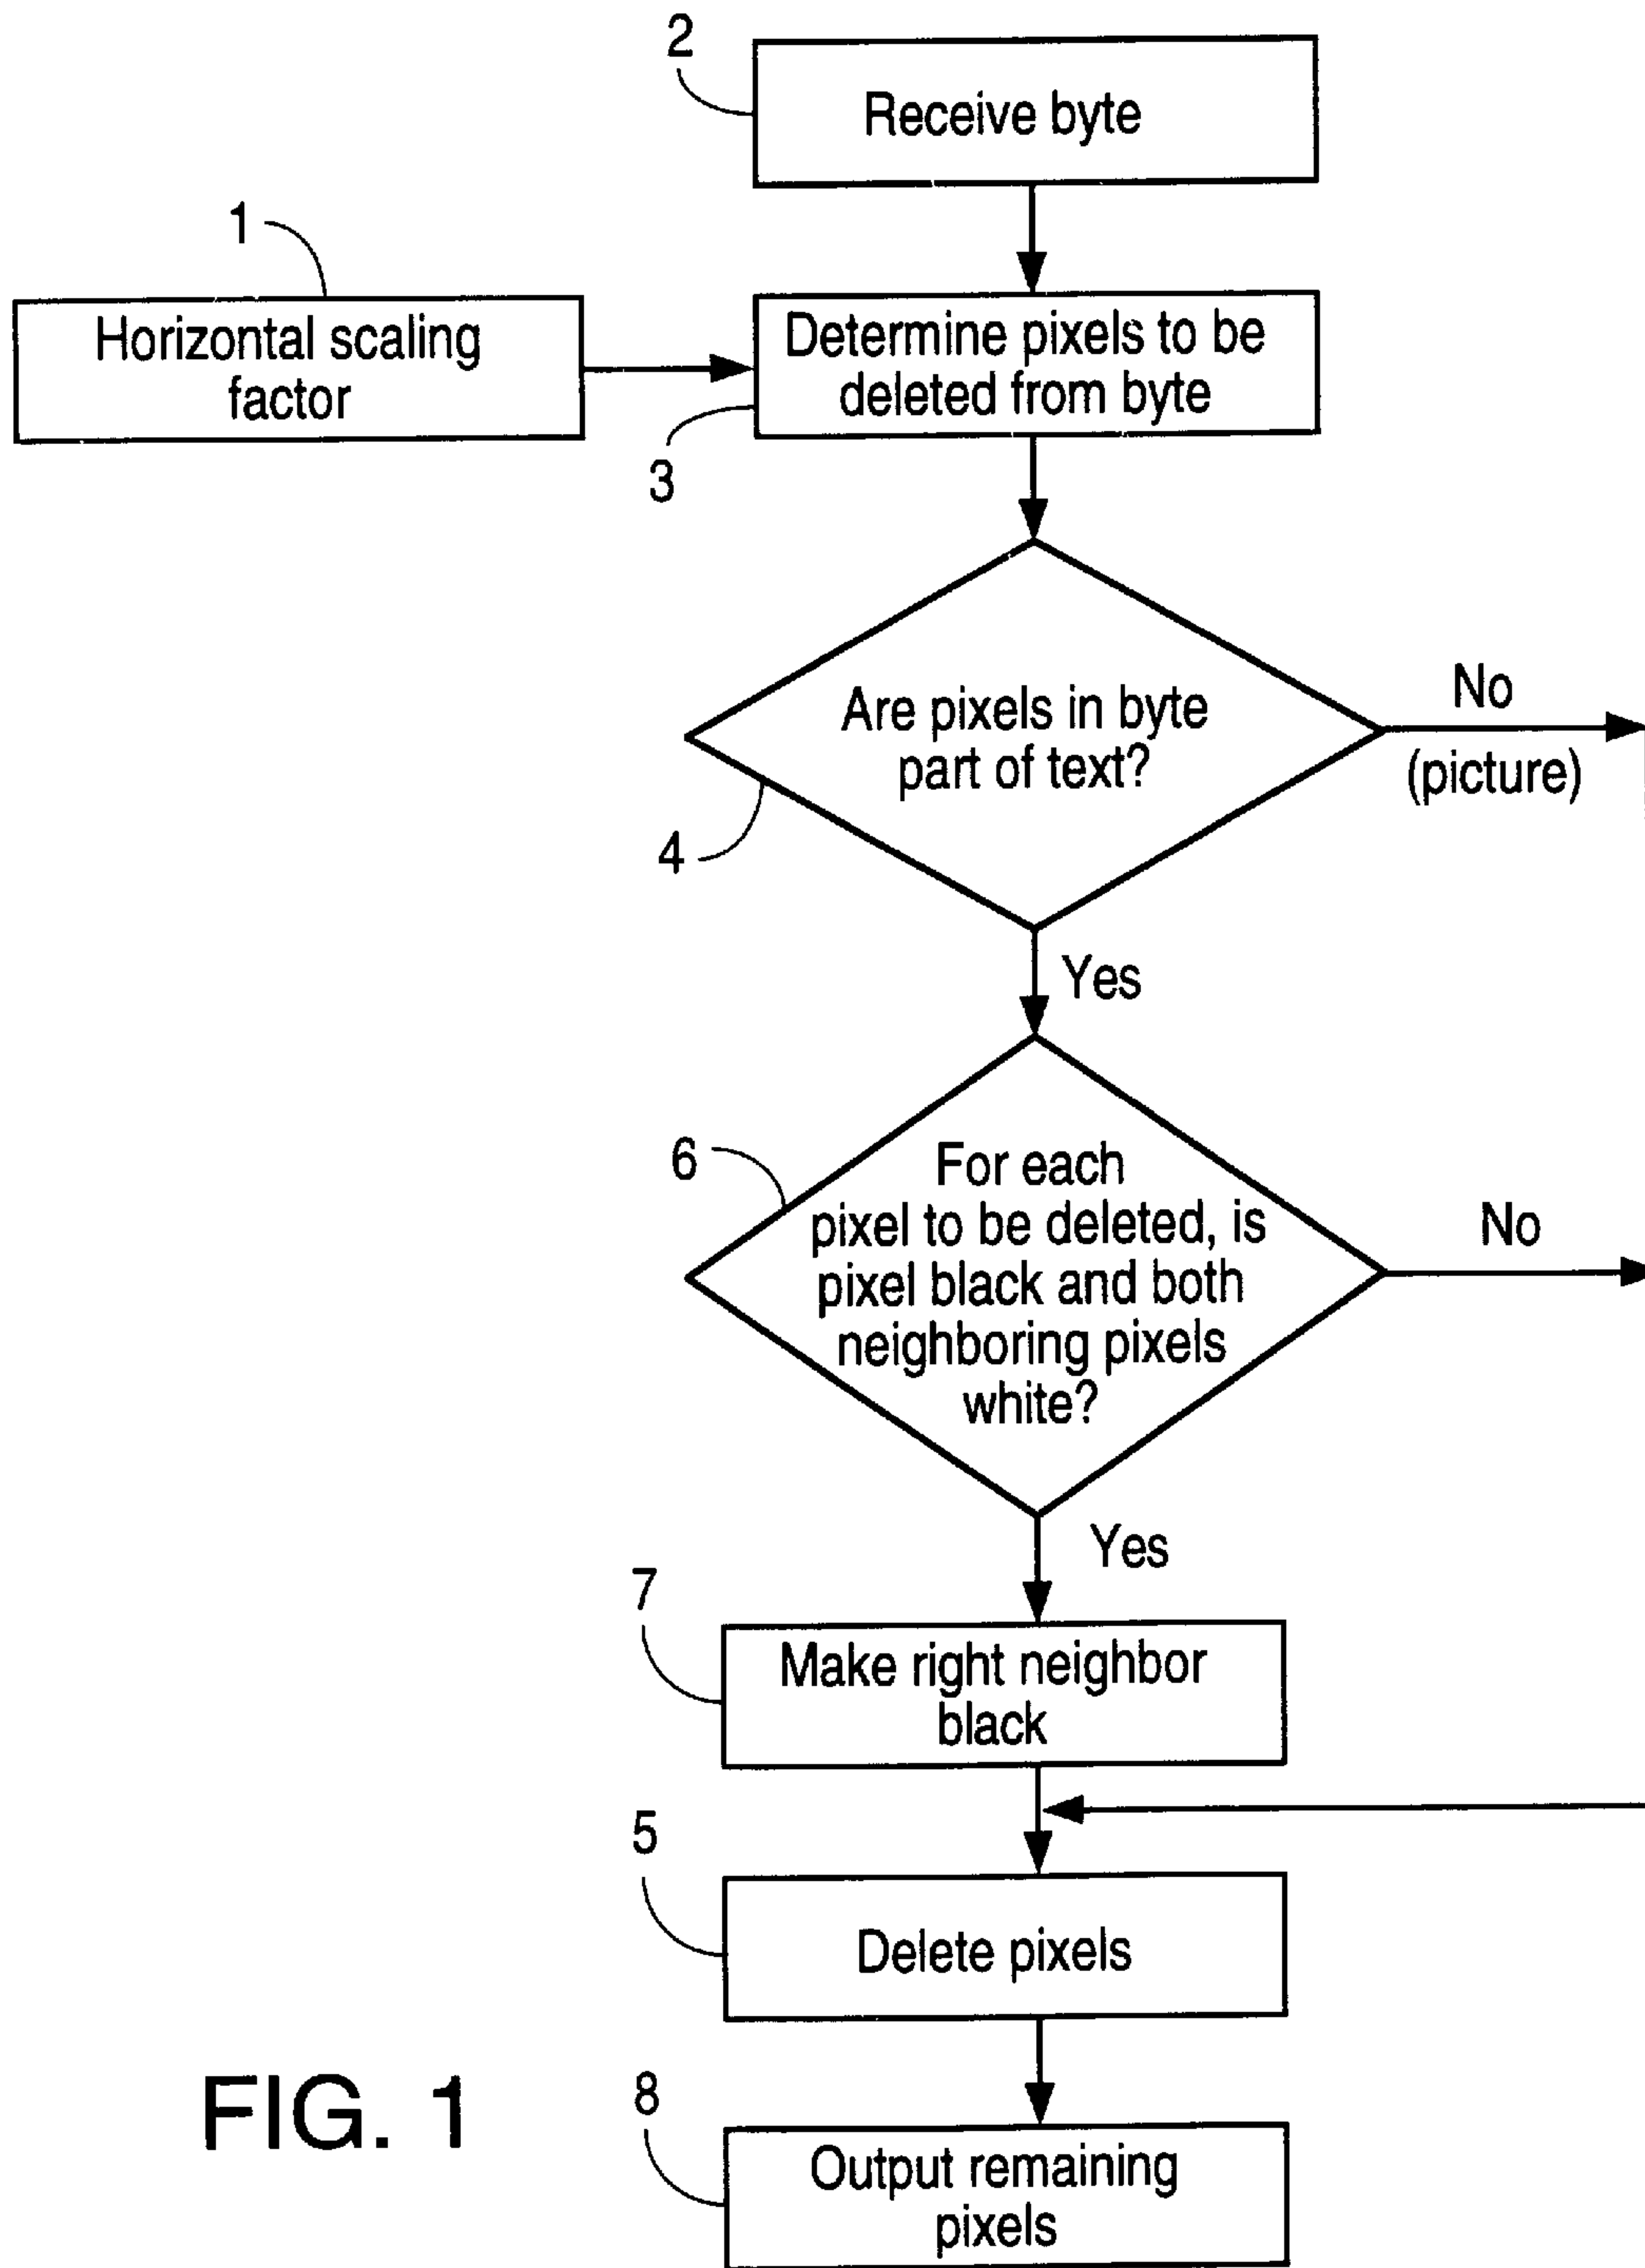 2
Receive byte
1
Horizontal scaling
factor
Determine pixels to be
deleted from byte
3
Are pixels in byte
part of text?
No
(picture)
4
Yes
6
For each
pixel to be deleted, is
pixel black and both
neighboring pixels
white?
No
Yes
7
Make right neighbor
black
5
Delete pixels
FIG. 1
8
Output remaining
pixels